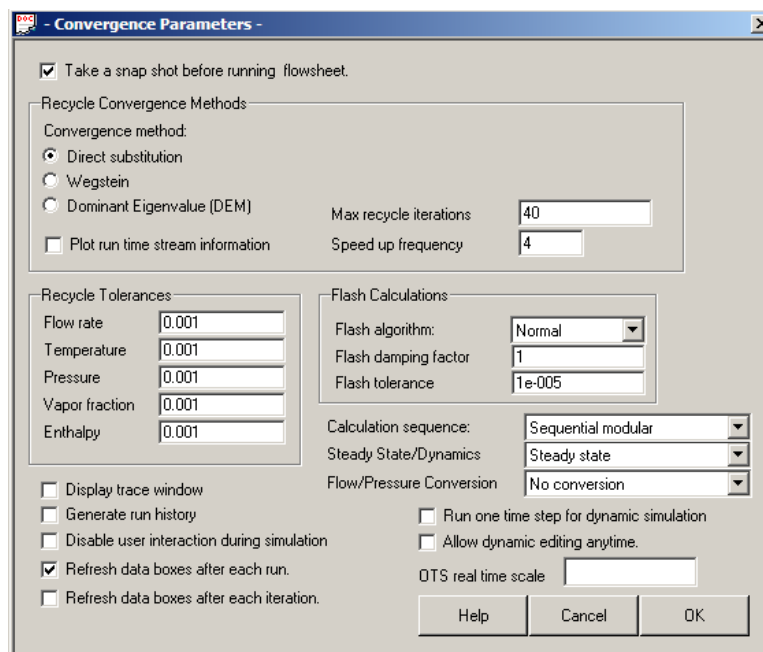 - Convergence Parameters -
Take a snap shot before running flowsheet.
Recycle Convergence Methods
Convergence method:
Direct substitution
Wegstein
Dominant Eigenvalue (DEM)
Max recycle iterations 40
Plot run time stream information
Speed up frequency 4
Recycle Tolerances
Flow rate 0.001
Temperature 0.001
Pressure 0.001
Vapor fraction 0.001
Enthalpy 0.001
Flash Calculations
Flash algorithm: Normal
Flash damping factor 1
Flash tolerance 1e-005
Calculation sequence: Sequential modular
Steady State/Dynamics Steady state
Flow/Pressure Conversion No conversion
Display trace window
Generate run history
Disable user interaction during simulation
Refresh data boxes after each run.
Refresh data boxes after each iteration.
Run one time step for dynamic simulation
Allow dynamic editing anytime.
OTS real time scale
Help Cancel OK